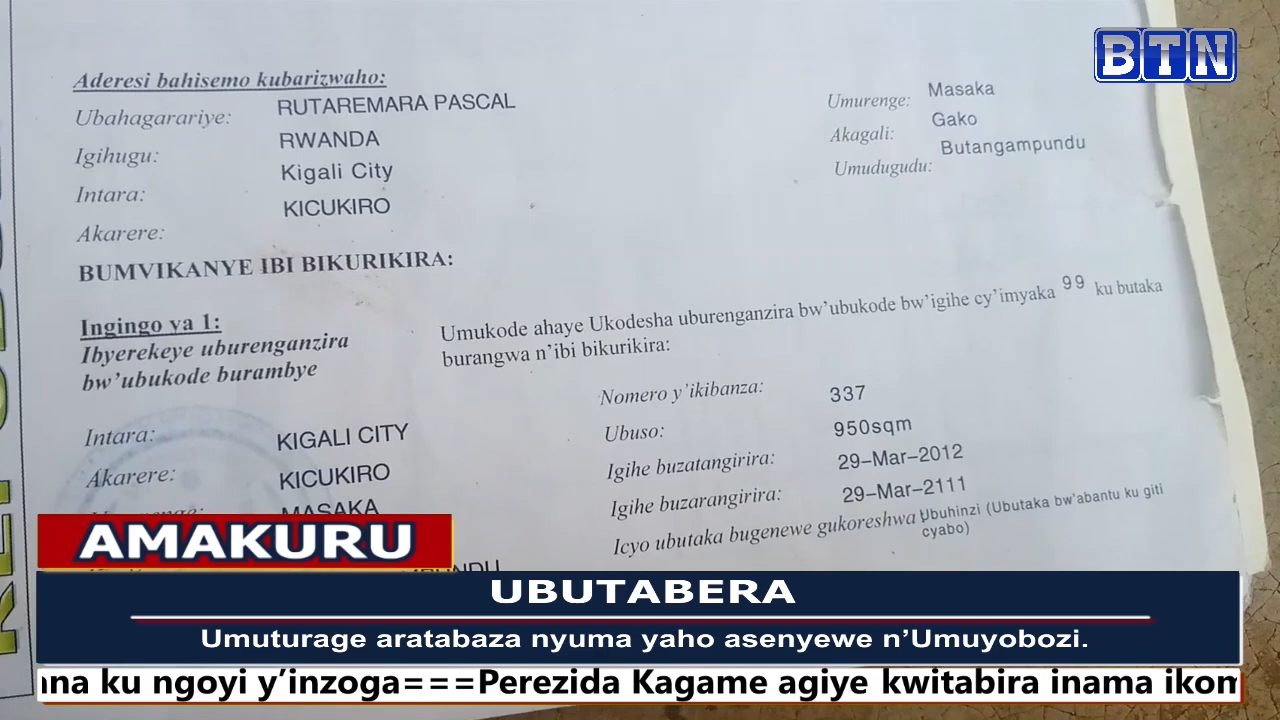 BTN
Aderesi bahisemo kubarizwaho:
Ubahagarariye: RUTAREMARA PASCAL
Igihugu: RWANDA
Intara: Kigali City
Akarere: KICUKIRO
Umurenge: Masaka
Akagali: Gako
Umudugudu: Butangampundu
BUMVIKANYE IBI BIKURIKIRA:
Ingingo ya 1:
Ibyerekeye uburenganzira
bw'ubukode burambye
Umukode ahaye Ukodesha uburenganzira bw'ubukode bw'igihe cy'imyaka 99 ku butaka
burangwa n'ibi bikurikira:
Intara: KIGALI CITY
Akarere: KICUKIRO
MASAKA
Nomero y'ikibanza: 337
Ubuso: 950sqm
Igihe buzatangirira: 29-Mar-2012
Igihe buzarangirira: 29-Mar-2111
Icyo ubutaka bugenewe gukoreshwa Ubuhinzi (Ubutaka bw'abantu ku giti
cyabo)
AMAKURU
UBUTABERA
Umuturage aratabaza nyuma yaho asenyewe n'Umuyobozi.
ku ngoyi y'inzoga===Perezida Kagame agiye kwitabira inama